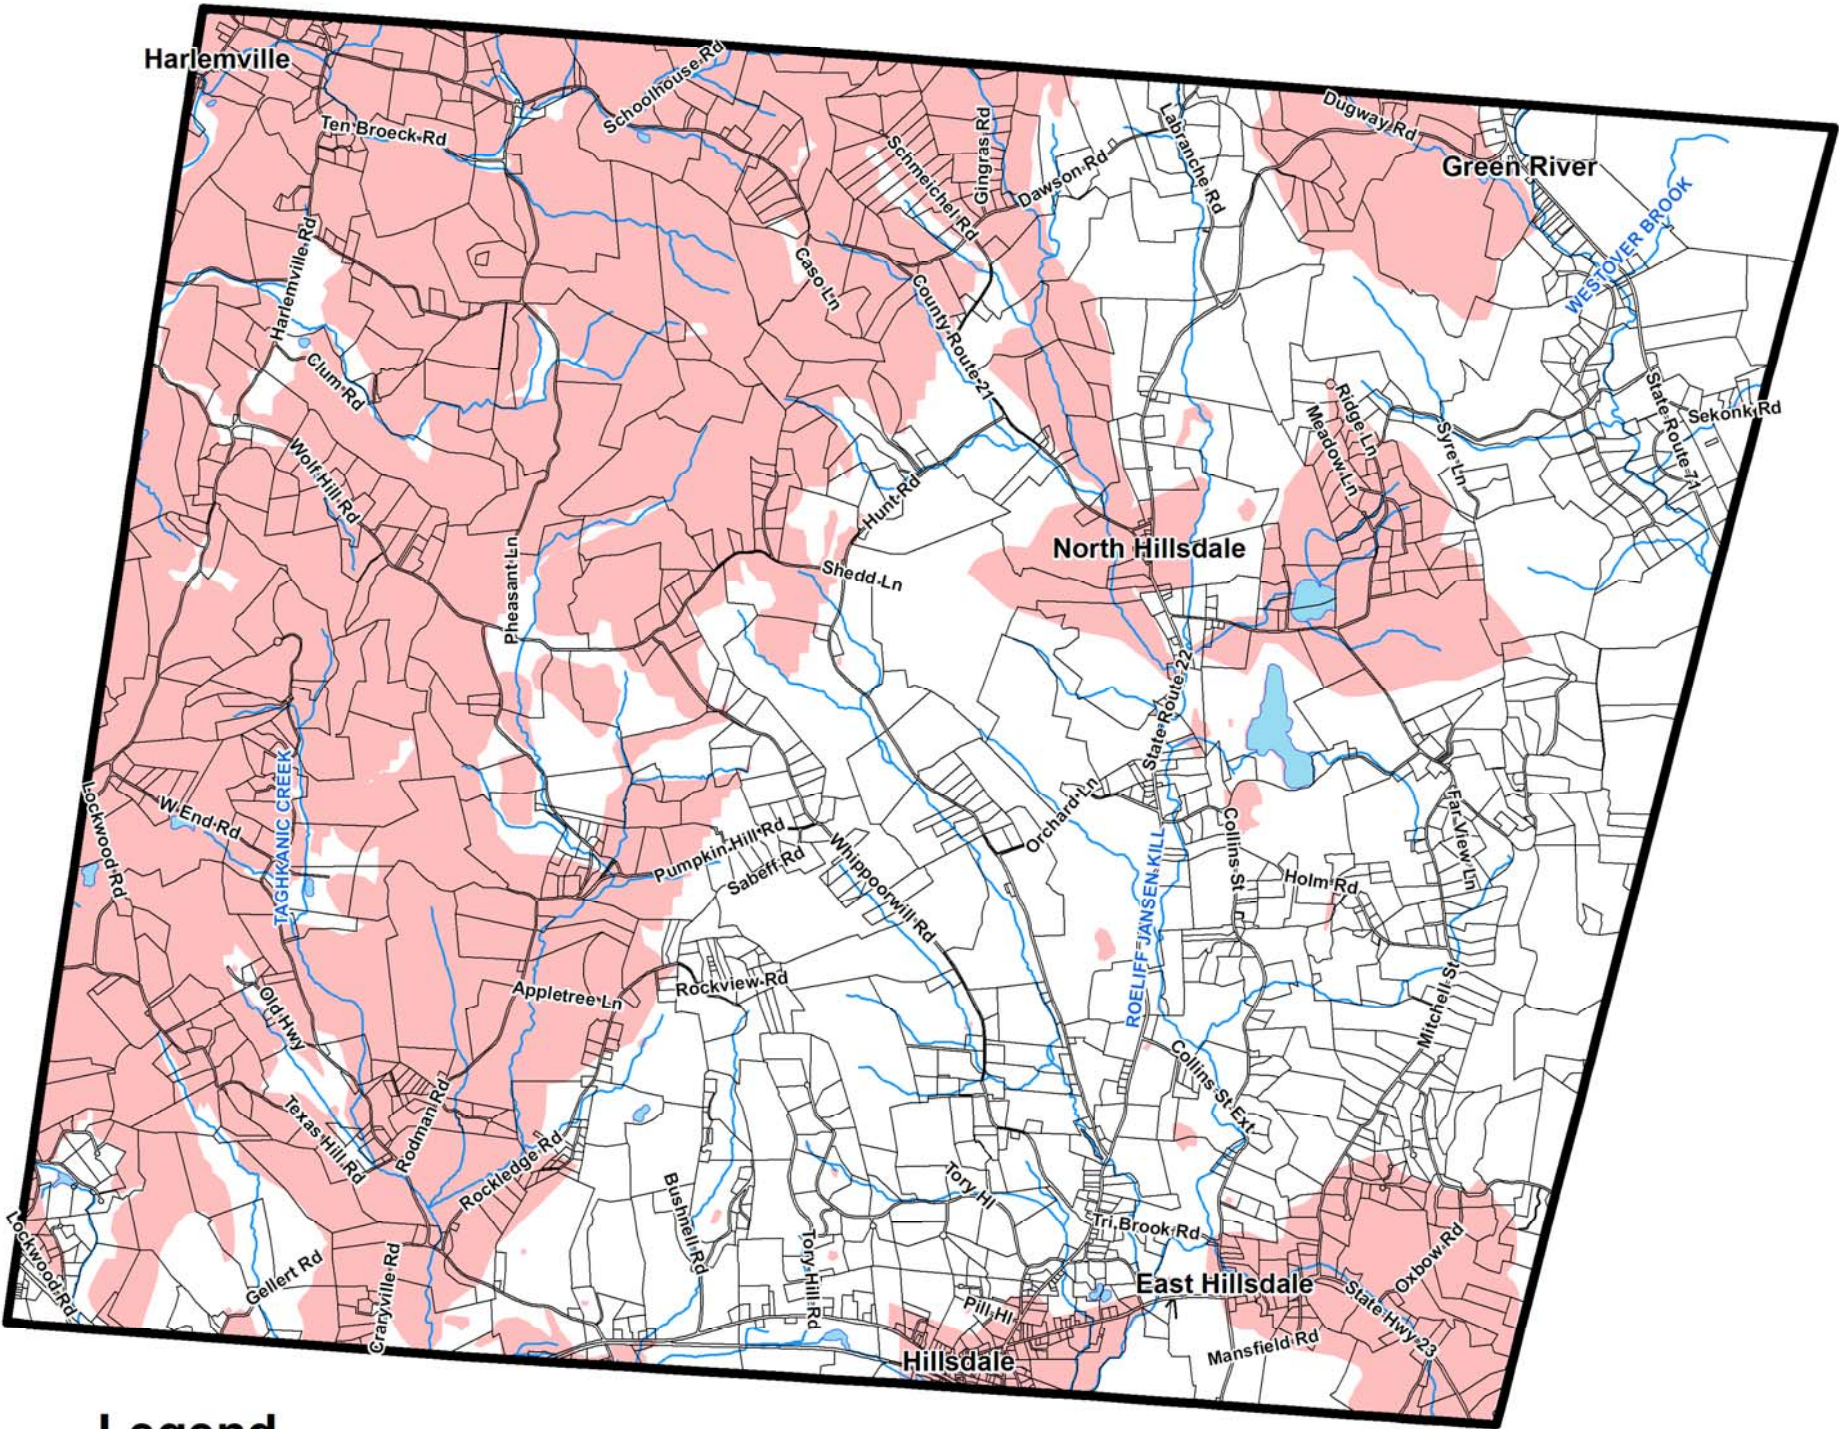 Harlemville
Schoolhouse Rd
Ten Broeck Rd
Dugway Rd
Labranche Rd
Gingras Rd
Schmeichel Rd
Dawson Rd
Green River
WESTOVER BROOK
Harlemville Rd
Caso Ln
County Route 21
Clum Rd
Ridge Ln
Meadow Ln
Syre Ln
State Route 71
Sekonk Rd
Wolf Hill Rd
Hunt Rd
North Hillsdale
Pheasant Ln
Shedd Ln
State Route 22
TAGHKANIC CREEK
Lockwood Rd
W End Rd
Orchard Ln
Collins St
Far View Ln
Pumpkin Hill Rd
Sabeff Rd
Whippoorwill Rd
Holm Rd
ROELIFF JANSEN KILL
Rockview Rd
Appletree Ln
Old Hwy
Mitchell St
Collins St Ext
Texas Hill Rd
Rodman Rd
Rockledge Rd
Bushnell Rd
Tory Hl
Tri Brook Rd
Lockwood Rd
Gellert Rd
Craryville Rd
Tory Hill Rd
East Hillsdale
Oxbow Rd
State Hwy 23
Pill Hl
Mansfield Rd
Hillsdale
Legend